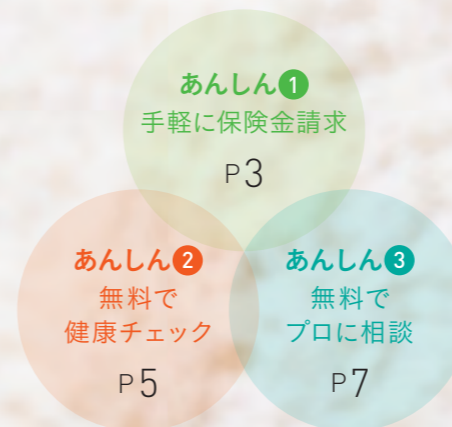 あんしん1
手軽に保険金請求
P3
あんしん2
無料で
健康チェック
P5
あんしん3
無料で
プロに相談
P7